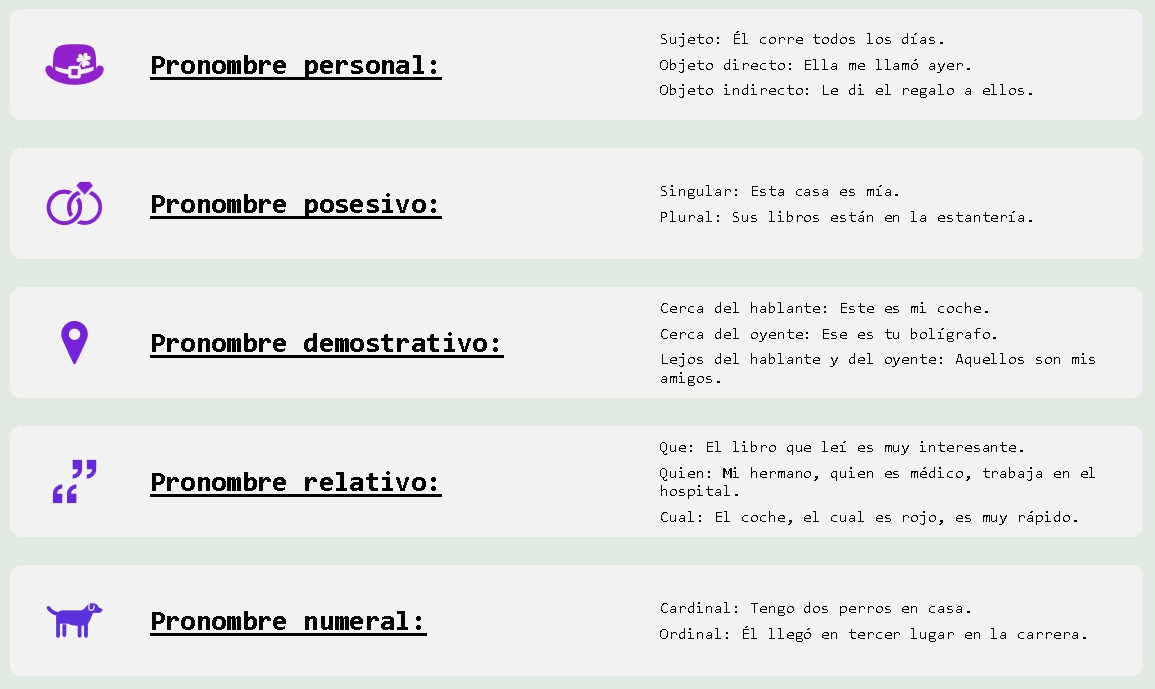 Pronombre personal:
Sujeto: Él corre todos los días.
Objeto directo: Ella me llamó ayer.
Objeto indirecto: Le di el regalo a ellos.
Pronombre posesivo:
Singular: Esta casa es mía.
Plural: Sus libros están en la estantería.
Pronombre demostrativo:
Cerca del hablante: Este es mi coche.
Cerca del oyente: Ese es tu bolígrafo.
Lejos del hablante y del oyente: Aquellos son mis
amigos.
Pronombre relativo:
Que: El libro que leí es muy interesante.
Quien: Mi hermano, quien es médico, trabaja en el
hospital.
Cual: El coche, el cual es rojo, es muy rápido.
Pronombre numeral:
Cardinal: Tengo dos perros en casa.
Ordinal: Él llegó en tercer lugar en la carrera.